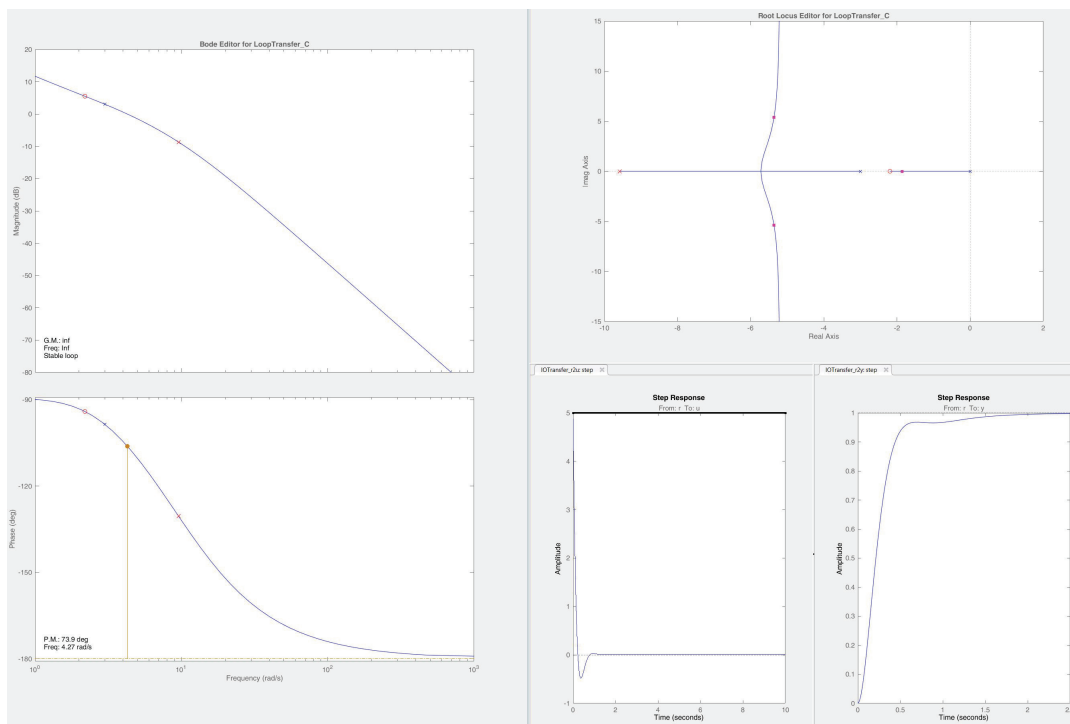 Bode Editor for LoopTransfer_C
20
10
0
-10
-20
-30
-40
-50
-60
-70
-80
Magnitude (dB)
G.M.: inf
Freq: Inf
Stable loop
-90
-120
-150
-180
Phase (deg)
P.M.: 73.9 deg
Freq: 4.27 rad/s
10⁰ 10¹ 10² 10³
Frequency (rad/s)
Root Locus Editor for LoopTransfer_C
15
10
5
0
-5
-10
-15
Imag Axis
-10 -8 -6 -4 -2 0 2
Real Axis
IOTransfer_r2u: step
Step Response
From: r To: u
5
4
3
2
1
0
-1
Amplitude
0 2 4 6 8 10
Time (seconds)
IOTransfer_r2y: step
Step Response
From: r To: y
1
0.9
0.8
0.7
0.6
0.5
0.4
0.3
0.2
0.1
0
Amplitude
0 0.5 1 1.5 2 2.5
Time (seconds)